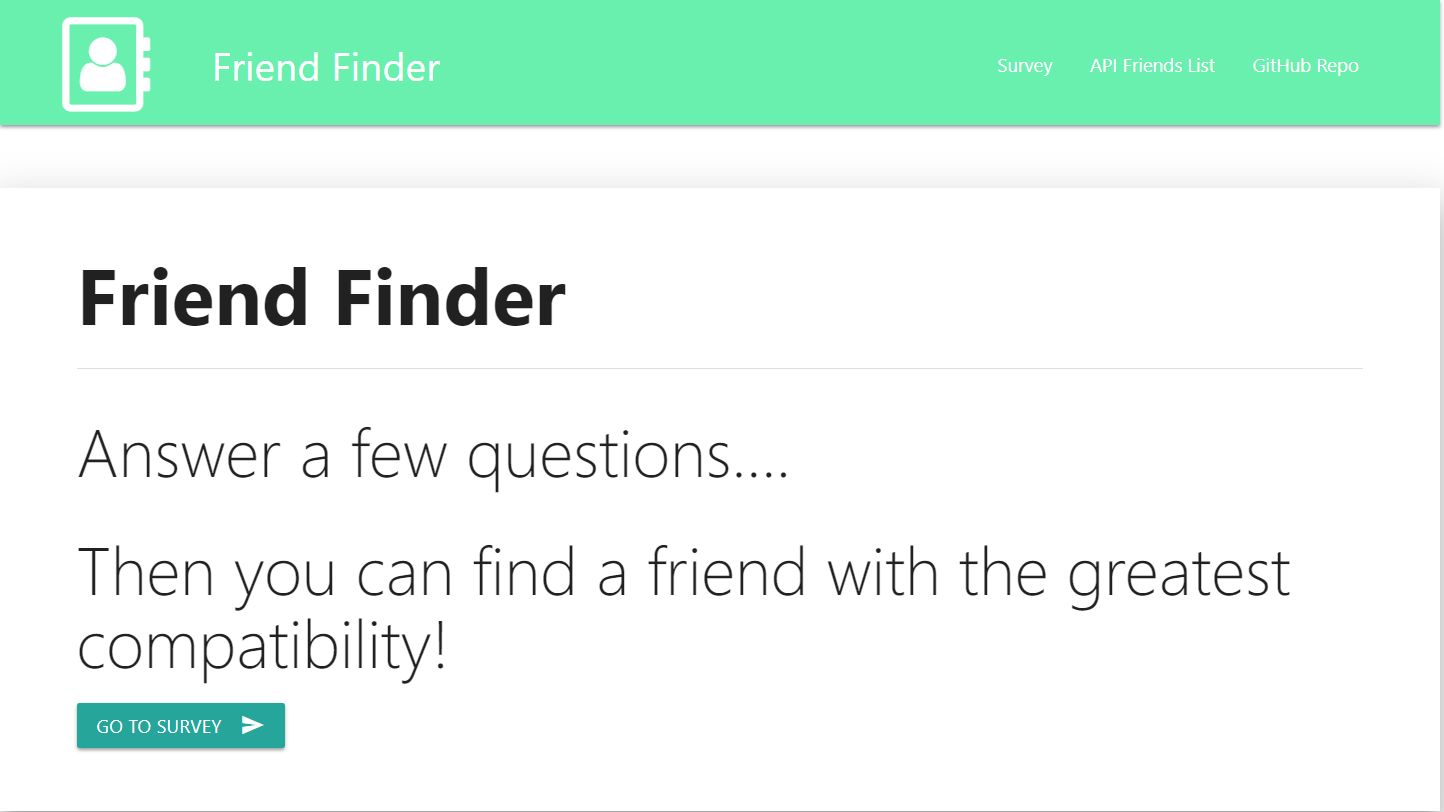 Friend Finder
Survey
API Friends List
GitHub Repo
Friend Finder
Answer a few questions....
Then you can find a friend with the greatest
compatibility!
GO TO SURVEY